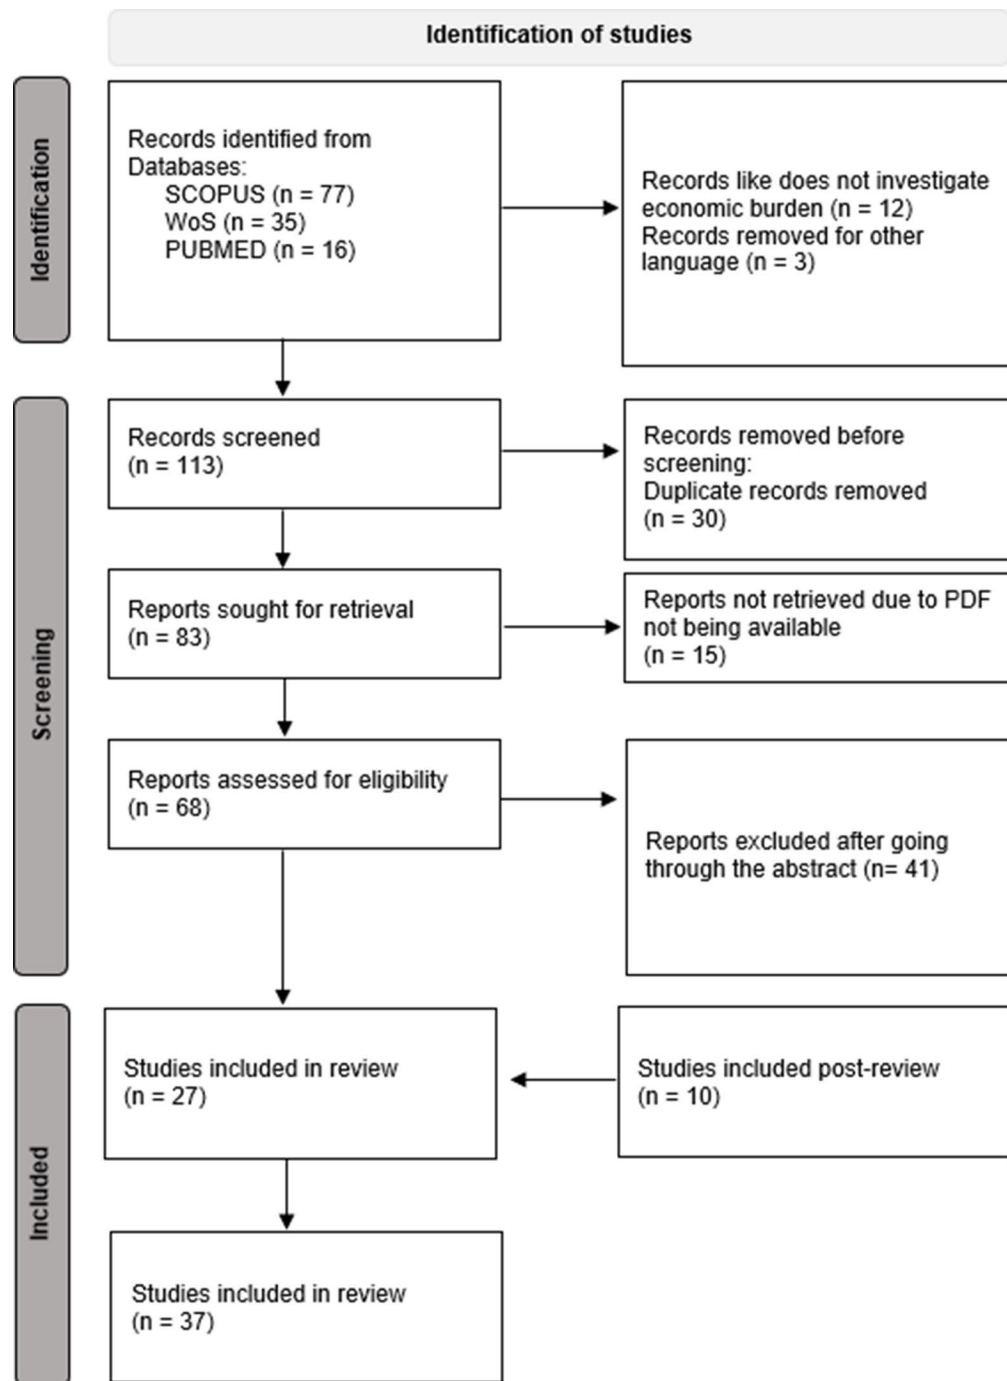 Identification of studies
Identification
Records identified from
Databases:
SCOPUS (n = 77)
WoS (n = 35)
PUBMED (n = 16)
Records like does not investigate
economic burden (n = 12)
Records removed for other
language (n = 3)
Screening
Records screened
(n = 113)
Records removed before
screening:
Duplicate records removed
(n = 30)
Reports sought for retrieval
(n = 83)
Reports not retrieved due to PDF
not being available
(n = 15)
Reports assessed for eligibility
(n = 68)
Reports excluded after going
through the abstract (n= 41)
Included
Studies included in review
(n = 27)
Studies included post-review
(n = 10)
Studies included in review
(n = 37)